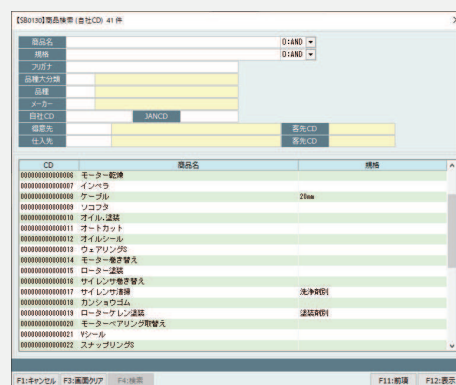 【SB0130】商品検索(自社CD) 41 件
商品名 0:AND
規格 0:AND
フリガナ
品種大分類
品種
メーカー
自社CD JANCD
得意先 客先CD
仕入先 客先CD
CD 商品名 規格
000000000000006 モーター乾燥
000000000000007 インペラ
000000000000008 ケーブル 20mm
000000000000009 ソコフタ
000000000000010 オイル.塗装
000000000000011 オートカット
000000000000012 オイルシール
000000000000013 ウェアリングS
000000000000014 モーター巻き替え
000000000000015 ローター塗装
000000000000016 サイレンサ巻き替え
000000000000017 サイレンサ清掃 洗浄剤別
000000000000018 カンショウゴム
000000000000019 ローターケレン塗装 塗装剤別
000000000000020 モーターベアリング取替え
000000000000021 Vシール
000000000000022 スナップリングS
F1:キャンセル F3:画面クリア F4:検索 F11:前項 F12:表示